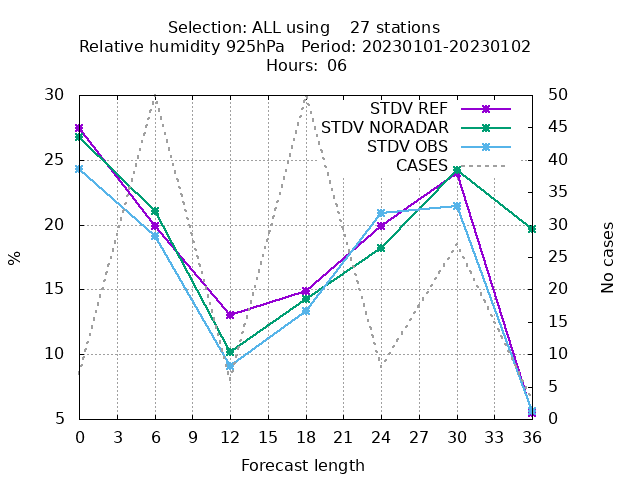 Selection: ALL using    27 stations
Relative humidity 925hPa   Period: 20230101-20230102
Hours:  06
30
25
20
15
10
5
%
STDV REF
STDV NORADAR
STDV OBS
CASES
50
45
40
35
30
25
20
15
10
5
0
No cases
0 3 6 9 12 15 18 21 24 27 30 33 36
Forecast length